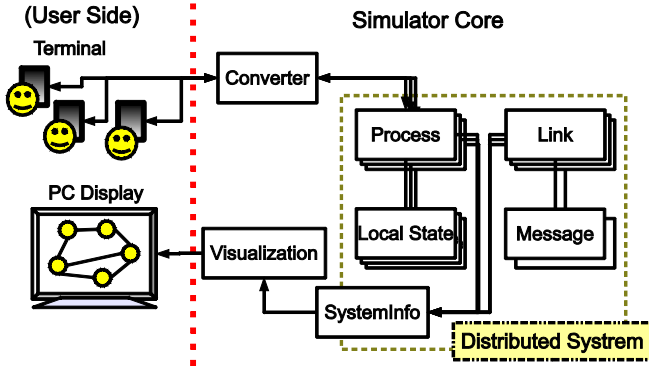 (User Side)
Simulator Core
Terminal
Converter
Process
Link
PC Display
Local State
Message
Visualization
SystemInfo
Distributed Systrem